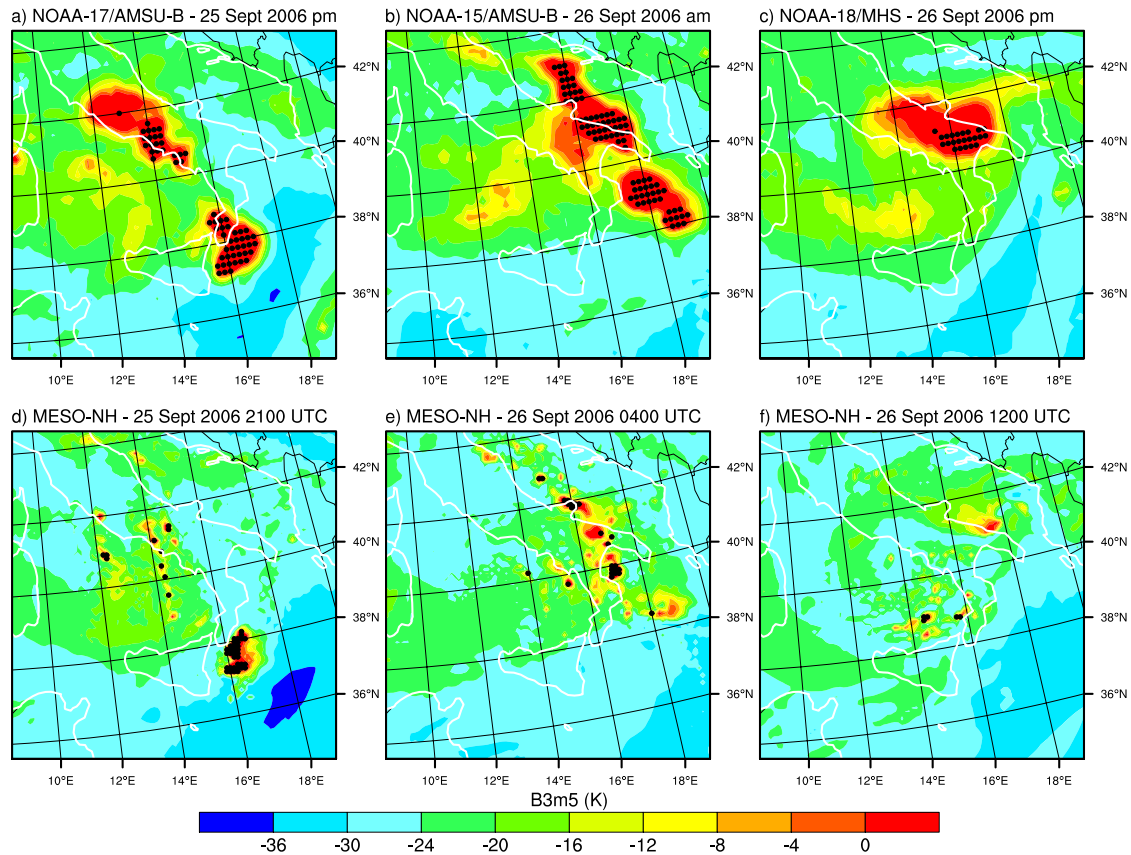 a) NOAA-17/AMSU-B - 25 Sept 2006 pm
b) NOAA-15/AMSU-B - 26 Sept 2006 am
c) NOAA-18/MHS - 26 Sept 2006 pm
42°N
40°N
38°N
36°N
10°E 12°E 14°E 16°E
42°N
40°N
38°N
36°N
10°E 12°E 14°E 16°E 18°E
42°N
40°N
38°N
36°N
10°E 12°E 14°E 16°E 18°E
d) MESO-NH - 25 Sept 2006 2100 UTC
e) MESO-NH - 26 Sept 2006 0400 UTC
f) MESO-NH - 26 Sept 2006 1200 UTC
42°N
40°N
38°N
36°N
10°E 12°E 14°E 16°E
42°N
40°N
38°N
36°N
10°E 12°E 14°E 16°E 18°E
42°N
40°N
38°N
36°N
10°E 12°E 14°E 16°E 18°E
B3m5 (K)
-36 -30 -24 -20 -16 -12 -8 -4 0